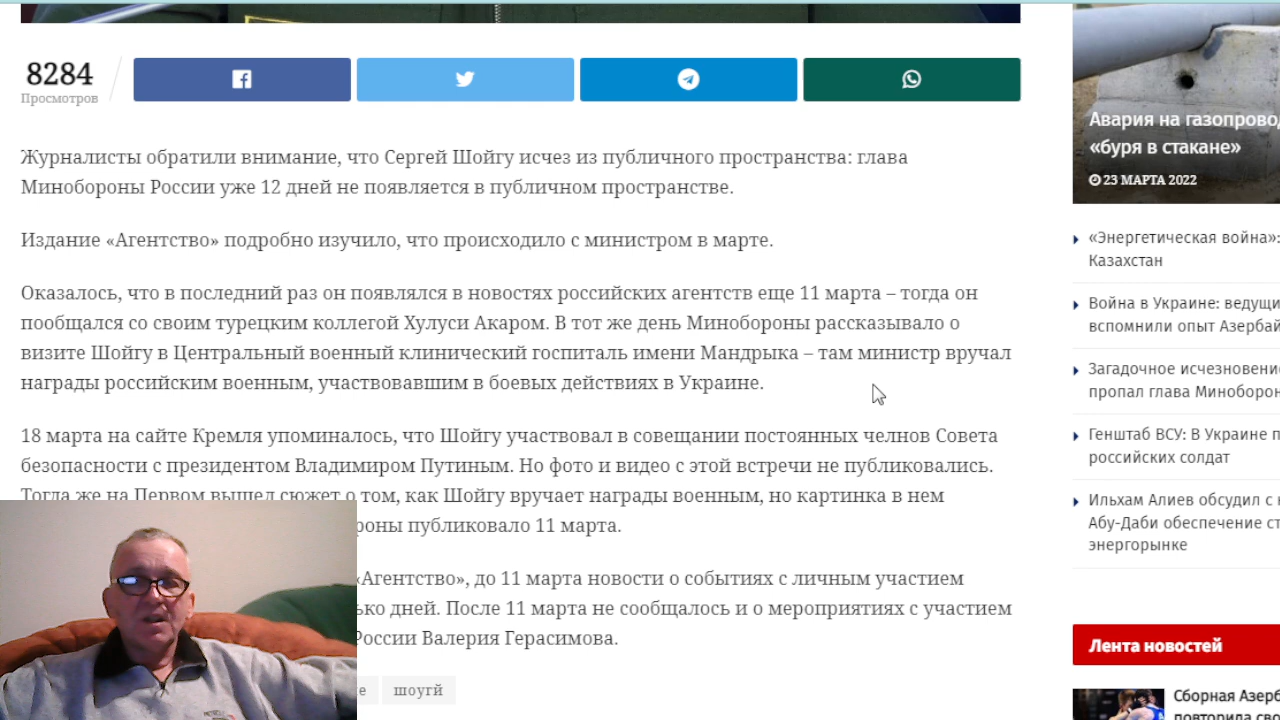 8284
Просмотров
Журналисты обратили внимание, что Сергей Шойгу исчез из публичного пространства: глава
Минобороны России уже 12 дней не появляется в публичном пространстве.
Издание «Агентство» подробно изучило, что происходило с министром в марте.
Оказалось, что в последний раз он появлялся в новостях российских агентств еще 11 марта – тогда он
пообщался со своим турецким коллегой Хулуси Акаром. В тот же день Минобороны рассказывало о
визите Шойгу в Центральный военный клинический госпиталь имени Мандрыка – там министр вручал
награды российским военным, участвовавшим в боевых действиях в Украине.
18 марта на сайте Кремля упоминалось, что Шойгу участвовал в совещании постоянных челнов Совета
безопасности с президентом Владимиром Путиным. Но фото и видео с этой встречи не публиковались.
Тогда же на Первом вышел сюжет о том, как Шойгу вручает награды военным, но картинка в нем
роны публиковало 11 марта.
«Агентство», до 11 марта новости о событиях с личным участием
ько дней. После 11 марта не сообщалось и о мероприятиях с участием
России Валерия Герасимова.
е
шоугй
Авария на газопровод
«буря в стакане»
23 МАРТА 2022
«Энергетическая война»:
Казахстан
Война в Украине: ведущи
вспомнили опыт Азербай
Загадочное исчезновени
пропал глава Миноборон
Генштаб ВСУ: В Украине п
российских солдат
Ильхам Алиев обсудил с
Абу-Даби обеспечение ст
энергорынке
Лента новостей
Сборная Азерб
повторила сво